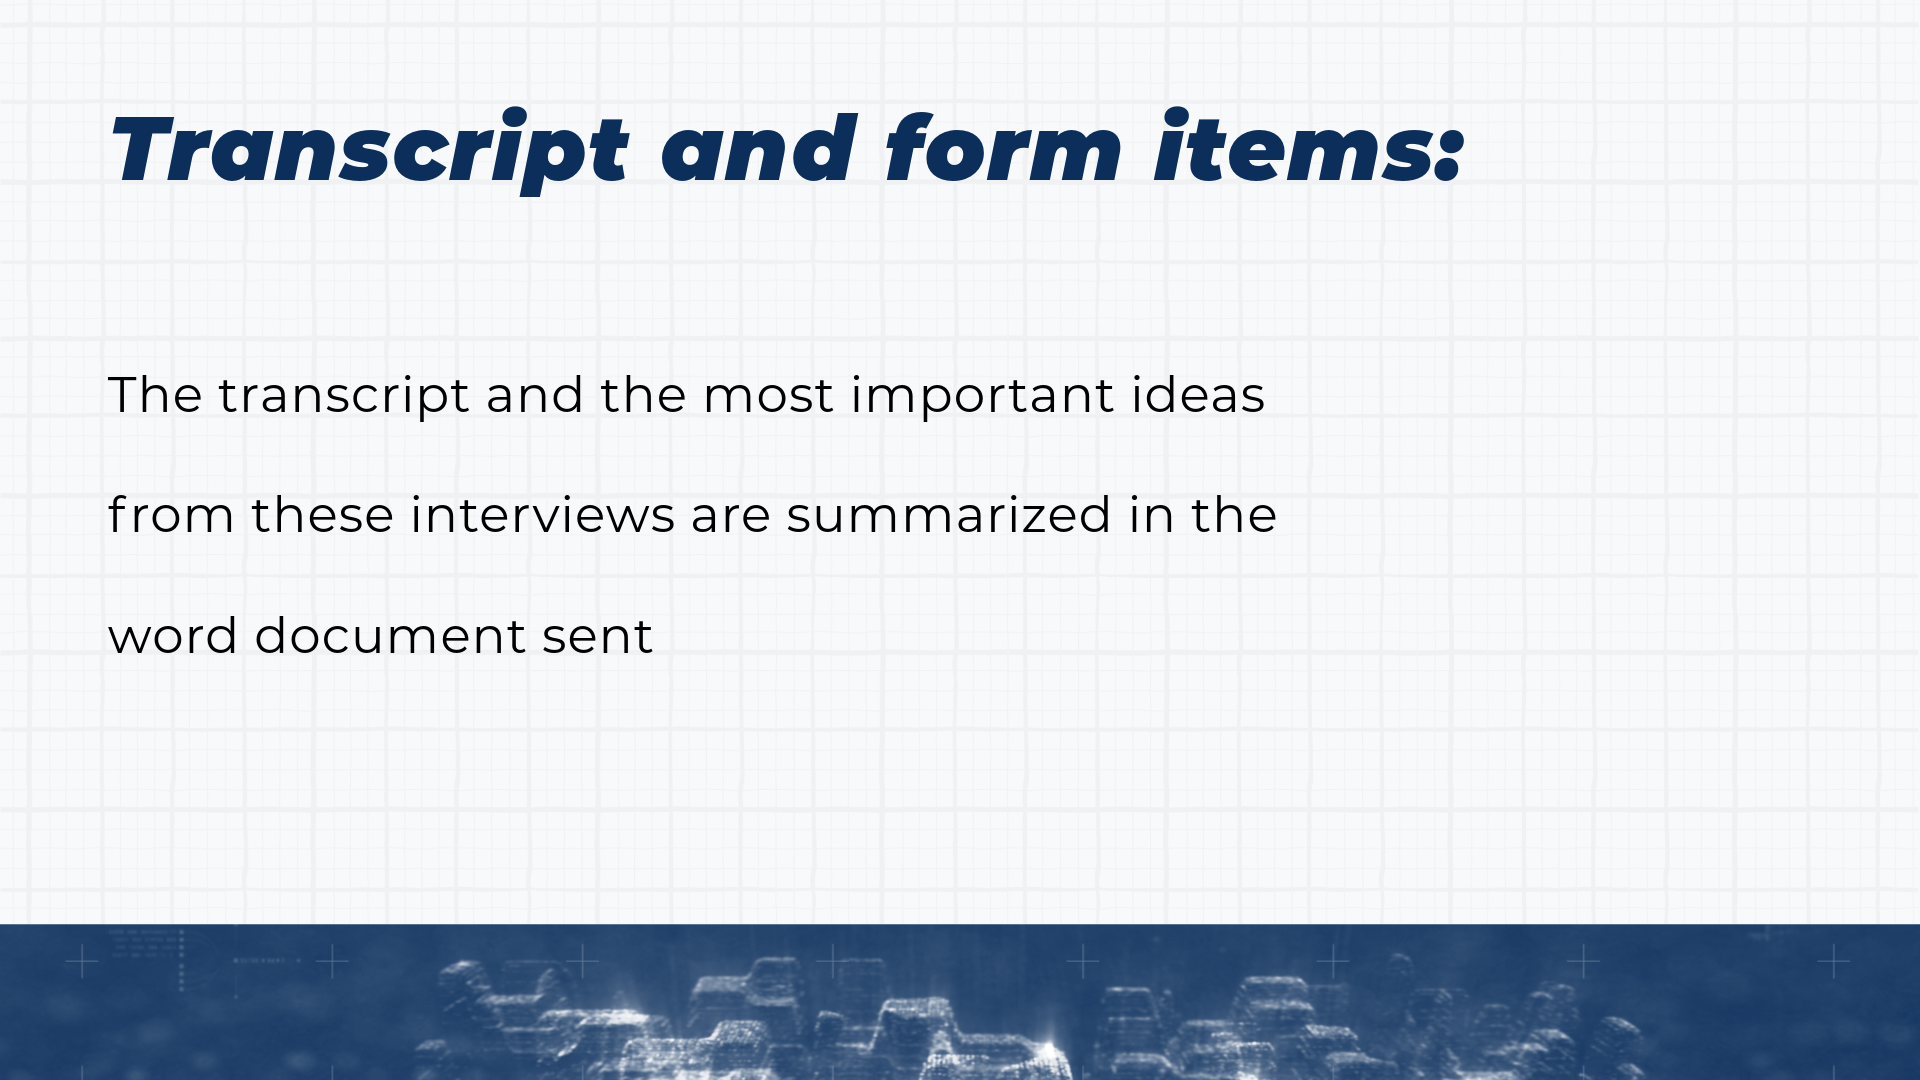 Transcript and form items:
The transcript and the most important ideas
from these interviews are summarized in the
word document sent